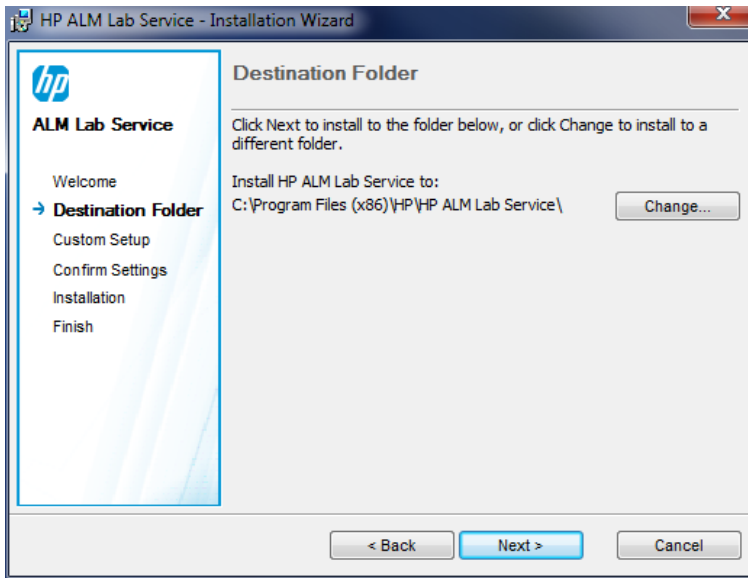 HP ALM Lab Service - Installation Wizard
X
hp
ALM Lab Service
Welcome
→ Destination Folder
Custom Setup
Confirm Settings
Installation
Finish
Destination Folder
Click Next to install to the folder below, or click Change to install to a
different folder.
Install HP ALM Lab Service to:
C:\Program Files (x86)\HP\HP ALM Lab Service\
Change...
< Back
Next >
Cancel